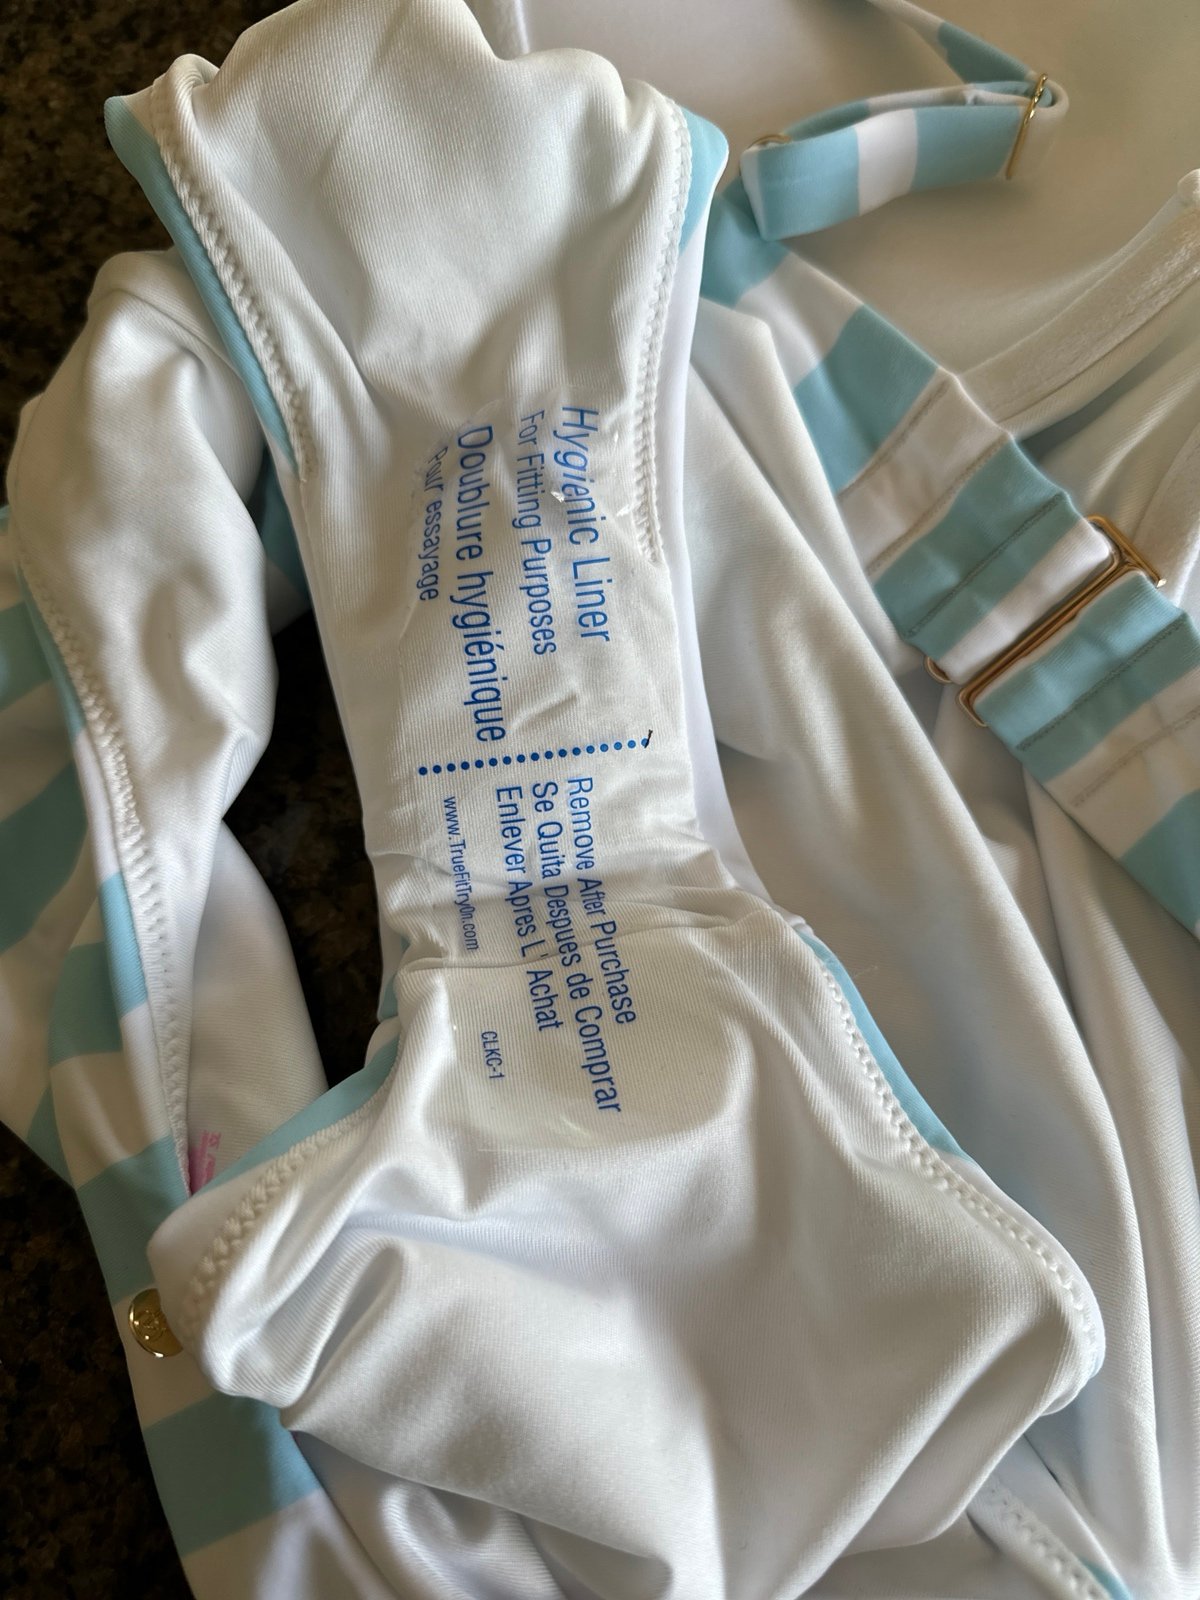 Hygienic Liner
For Fitting Purposes
Doublure hygiénique
Pour essayage
Remove After Purchase
Se Quita Despues de Comprar
Enlever Apres L' Achat
www.TrueFitTryOn.com
CLKC-1